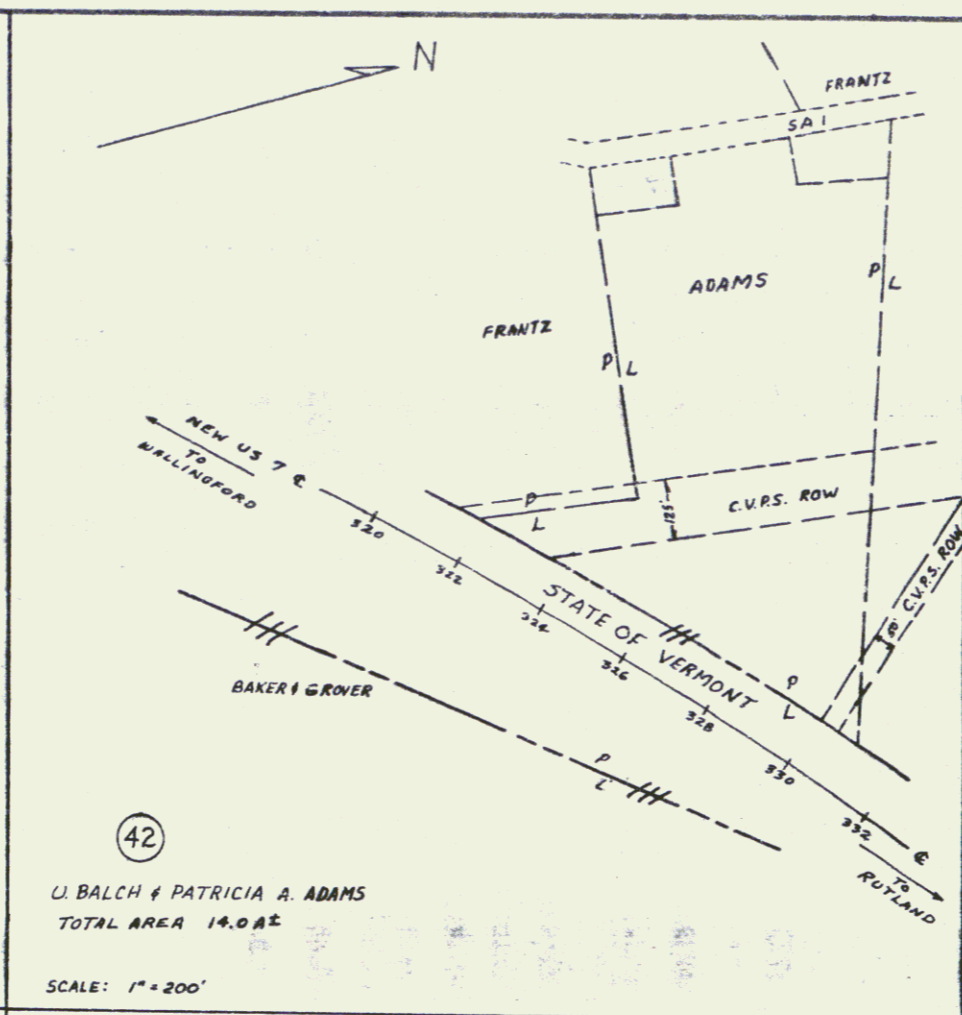 N
FRANTZ
SA 1
ADAMS
P L
FRANTZ
P L
NEW US 7 ℄
TO
WALLINGFORD
P
L
125'
C.V.P.S. ROW
50' C.V.P.S. ROW
320
322
324
326
328
330
332
STATE OF VERMONT
P
L
BAKER & GROVER
P
L
℄
TO
RUTLAND
42
U. BALCH & PATRICIA A. ADAMS
TOTAL AREA 14.0 A±
SCALE: 1" = 200'